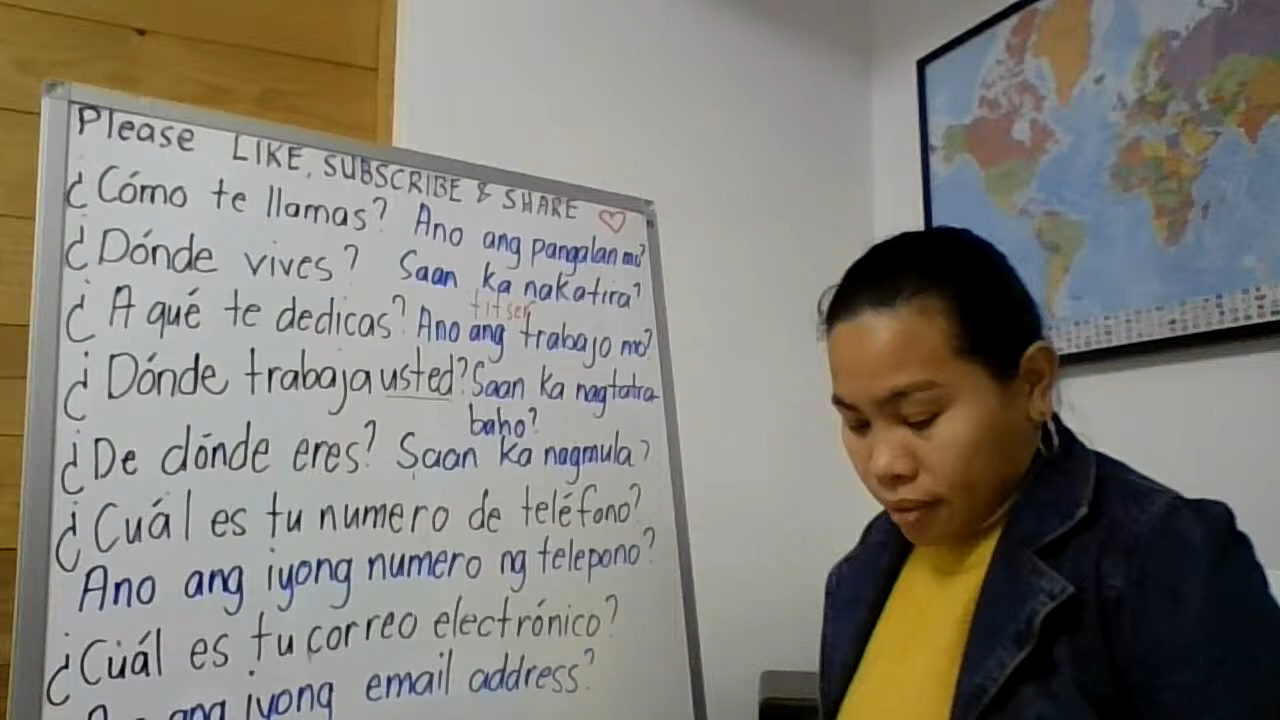 Please LIKE, SUBSCRIBE & SHARE
¿Cómo te llamas? Ano ang pangalan mo?
¿Dónde vives? Saan ka nakatira?
titser
¿A qué te dedicas? Ano ang trabajo mo?
¿Dónde trabaja usted? Saan ka nagtatra-
baho?
¿De dónde eres? Saan ka nagmula?
¿Cuál es tu numero de teléfono?
Ano ang iyong numero ng telepono?
¿Cuál es tu correo electrónico?
ang iyong email address?